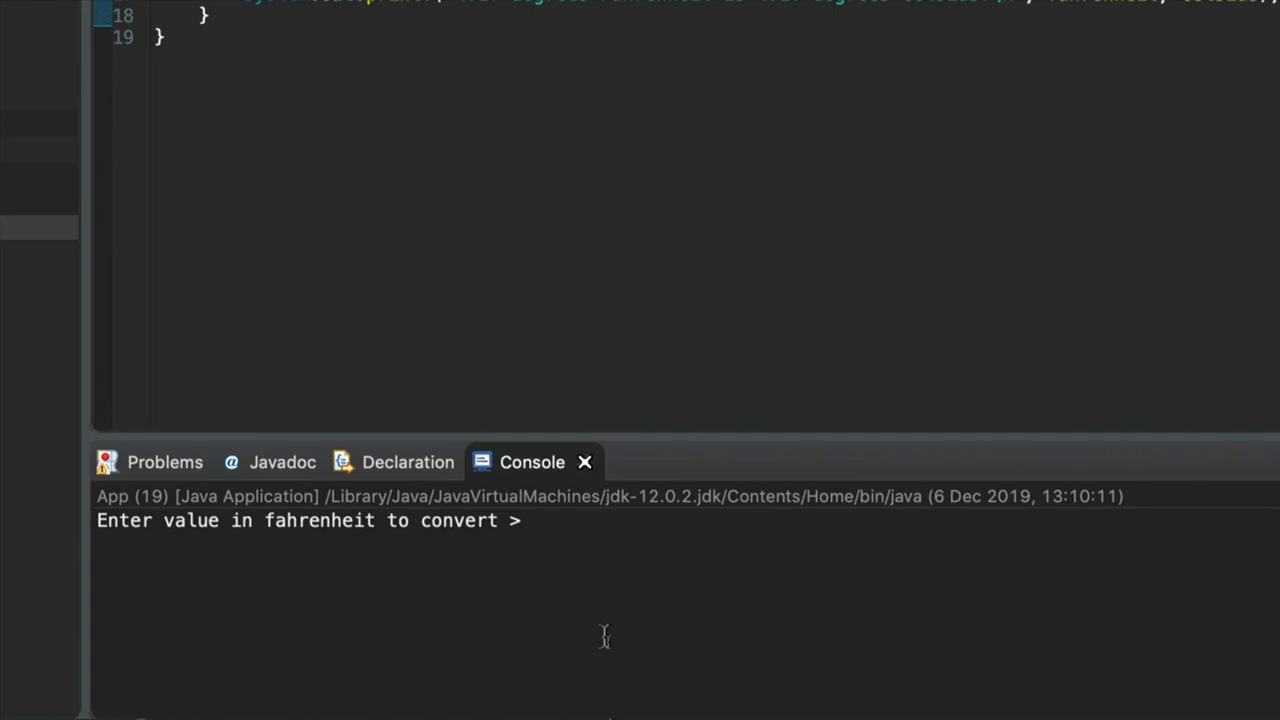 18 }
19 }
Problems @ Javadoc Declaration Console
App (19) [Java Application] /Library/Java/JavaVirtualMachines/jdk-12.0.2.jdk/Contents/Home/bin/java (6 Dec 2019, 13:10:11)
Enter value in fahrenheit to convert >